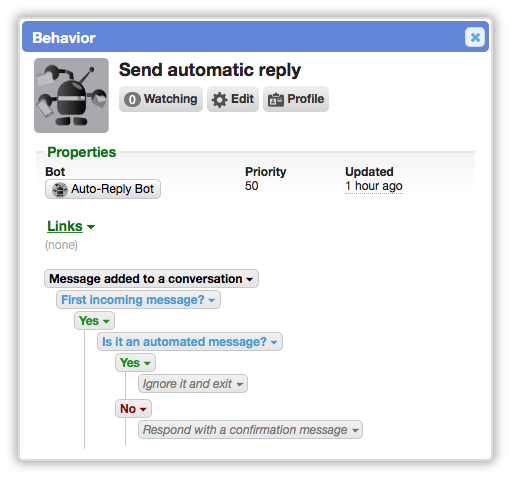 Behavior
Send automatic reply
0 Watching Edit Profile
Properties
Bot Priority Updated
Auto-Reply Bot 50 1 hour ago
Links
(none)
Message added to a conversation
First incoming message?
Yes
Is it an automated message?
Yes
Ignore it and exit
No
Respond with a confirmation message